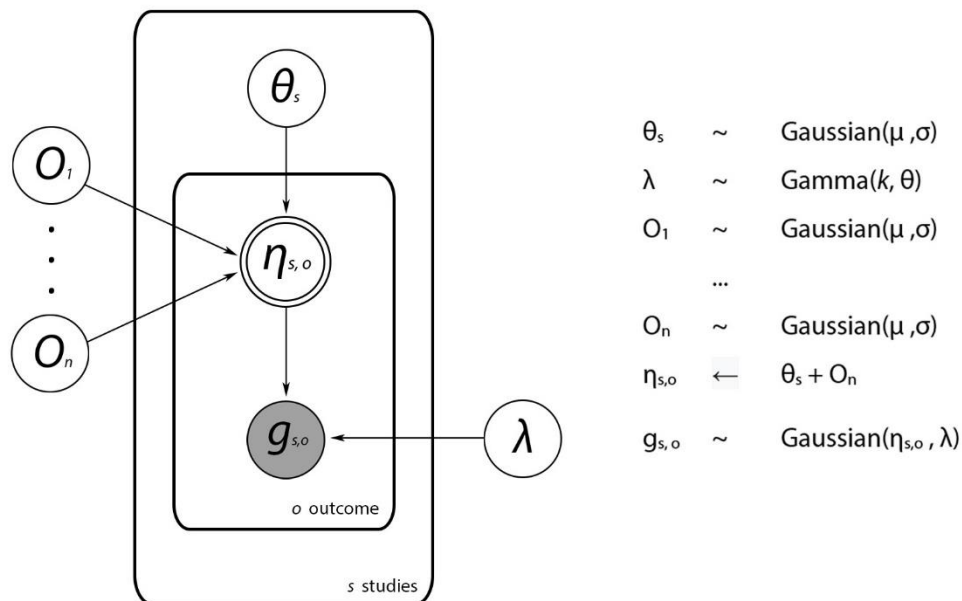 θs
O1
.
.
.
On
ηs, o
gs,o
λ
o outcome
s studies
θs ~ Gaussian(μ ,σ)
λ ~ Gamma(k, θ)
O1 ~ Gaussian(μ ,σ)
...
On ~ Gaussian(μ ,σ)
ηs,o ← θs + On
gs, o ~ Gaussian(ηs,o , λ)